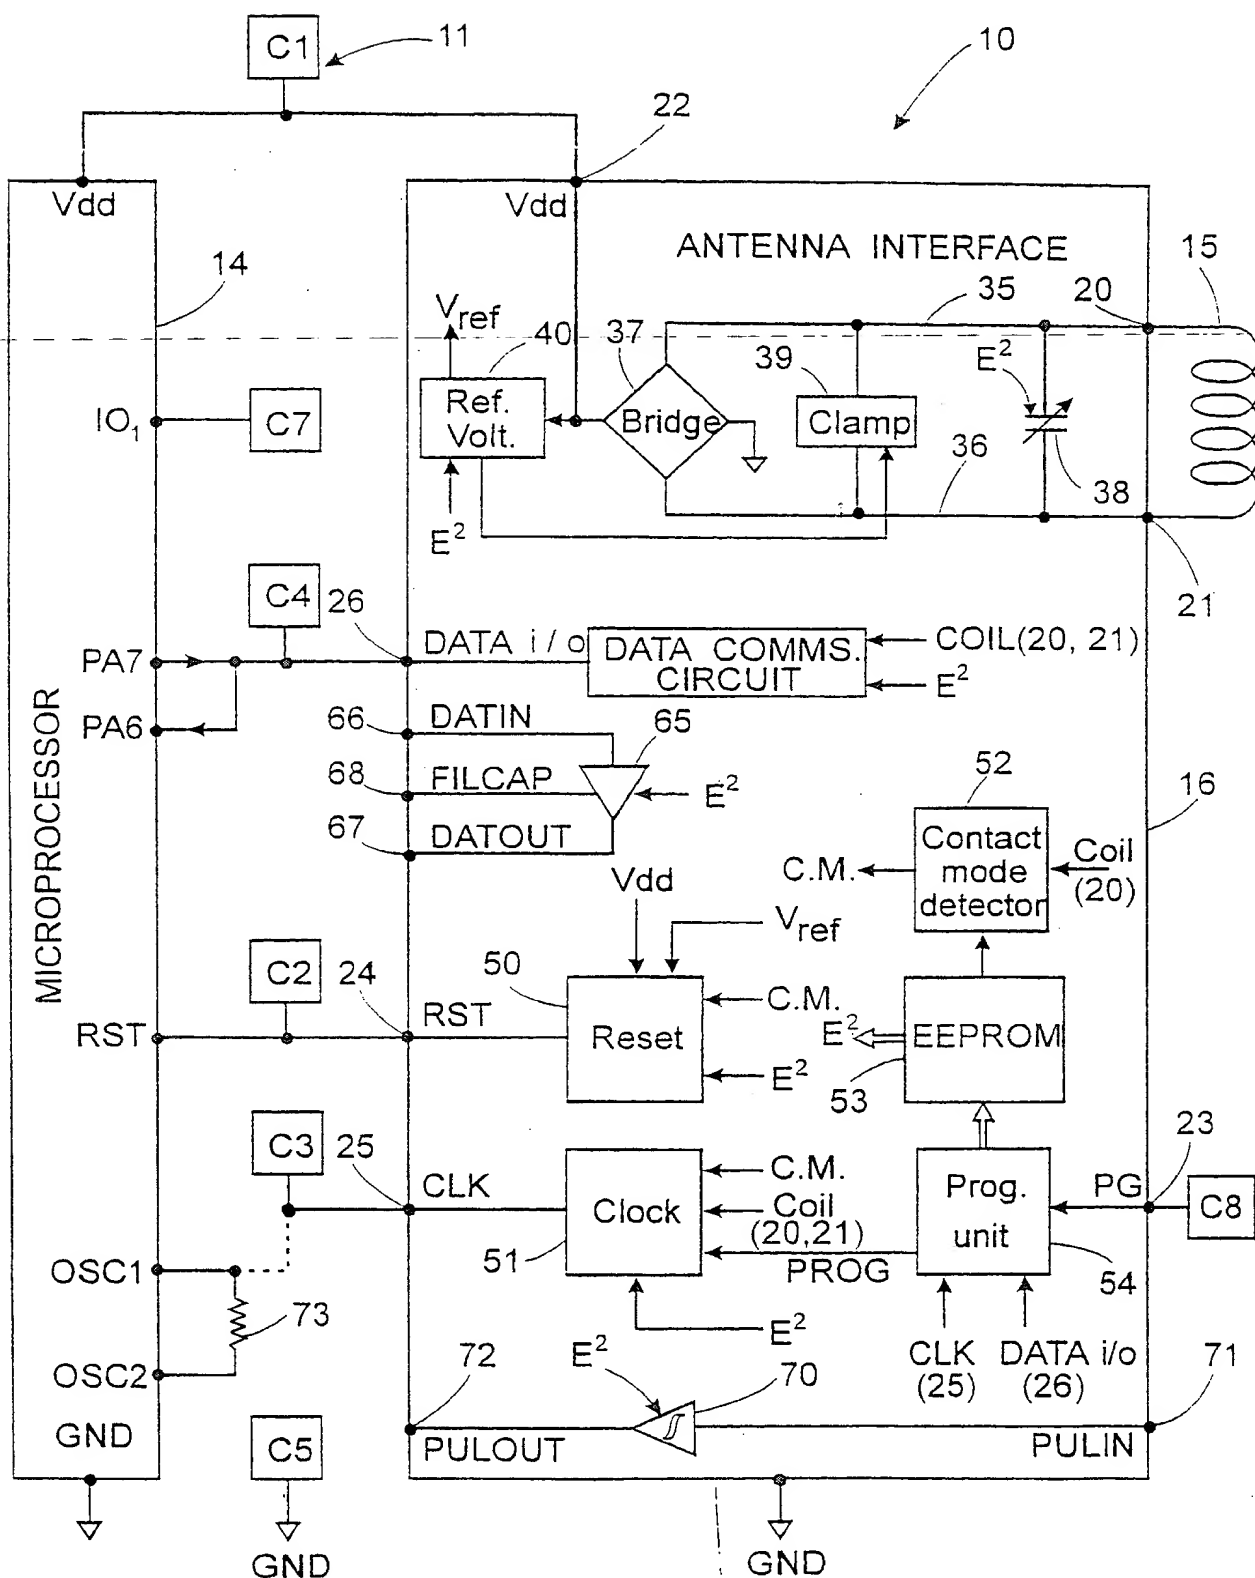 C1
11
10
22
Vdd
Vdd
ANTENNA INTERFACE
14
15
35
20
Vref
40
37
39
E²
Ref. Volt.
Bridge
Clamp
IO₁
C7
36
38
E²
21
C4
26
PA7
DATA i/o
DATA COMMS. CIRCUIT
COIL(20, 21)
E²
PA6
66
DATIN
65
68
FILCAP
E²
52
16
67
DATOUT
MICROPROCESSOR
Vdd
C.M.
Contact mode detector
Coil (20)
Vref
C2
24
50
RST
RST
Reset
C.M.
E²
E²
EEPROM
53
C3
25
23
CLK
Clock
C.M.
Coil (20,21)
PROG
Prog. unit
PG
C8
51
54
OSC1
73
E²
OSC2
72
E²
70
CLK (25)
DATA i/o (26)
71
GND
C5
PULOUT
PULIN
GND
GND